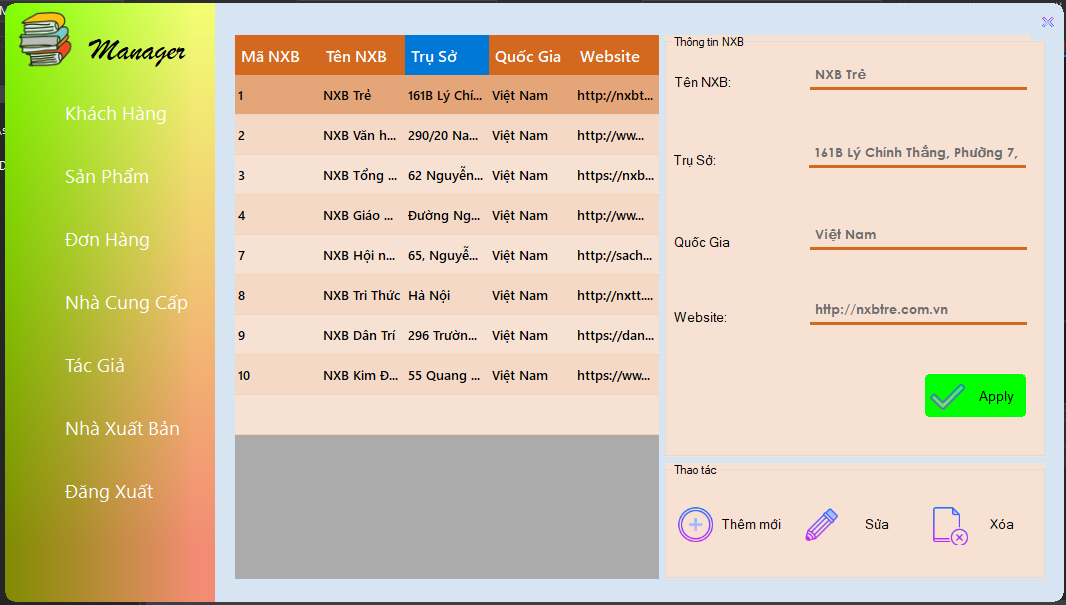 Manager
Khách Hàng
Sản Phẩm
Đơn Hàng
Nhà Cung Cấp
Tác Giả
Nhà Xuất Bản
Đăng Xuất
Mã NXB Tên NXB Trụ Sở Quốc Gia Website
1 NXB Trẻ 161B Lý Chí... Việt Nam http://nxbt...
2 NXB Văn h... 290/20 Na... Việt Nam http://ww...
3 NXB Tổng ... 62 Nguyễn... Việt Nam https://nxb...
4 NXB Giáo ... Đường Ng... Việt Nam http://ww...
7 NXB Hội n... 65, Nguyễ... Việt Nam http://sach...
8 NXB Tri Thức Hà Nội Việt Nam http://nxtt....
9 NXB Dân Trí 296 Trườn... Việt Nam https://dan...
10 NXB Kim Đ... 55 Quang ... Việt Nam https://ww...
Thông tin NXB
Tên NXB: NXB Trẻ
Trụ Sở: 161B Lý Chính Thắng, Phường 7,
Quốc Gia Việt Nam
Website: http://nxbtre.com.vn
Apply
Thao tác
Thêm mới Sửa Xóa